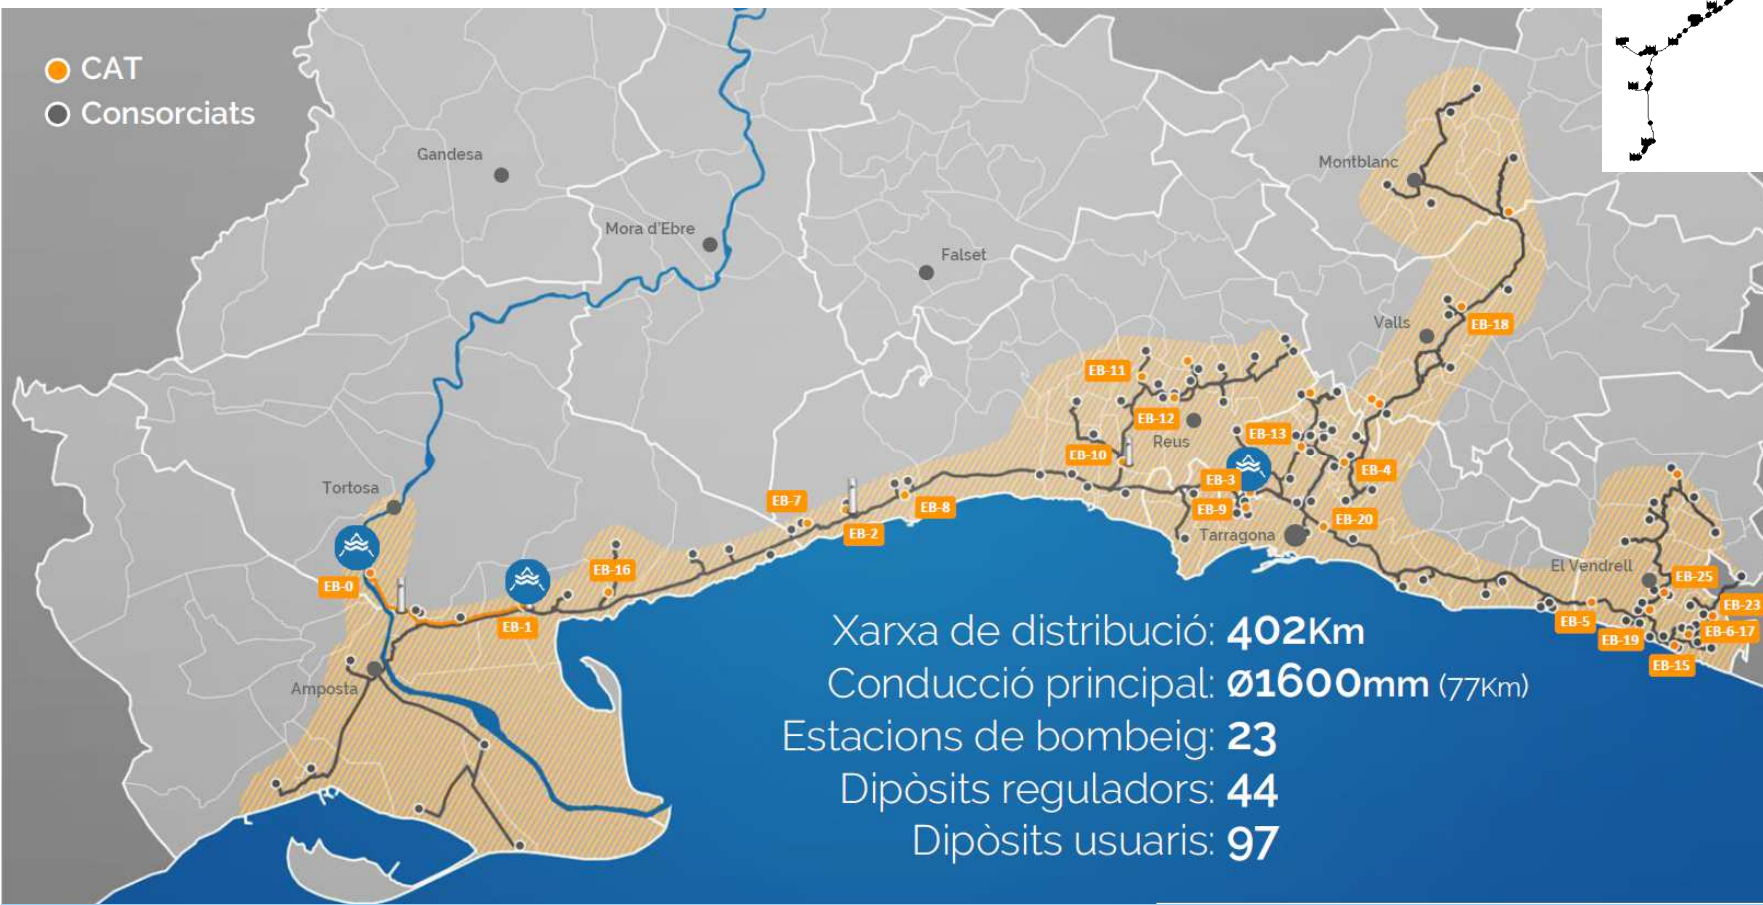 CAT
Consorciats
Gandesa
Montblanc
Mora d'Ebre
Falset
Valls
EB-18
EB-11
EB-12
Reus
EB-13
EB-10
EB-4
EB-3
Tortosa
EB-7
EB-8
EB-9
EB-20
EB-2
Tarragona
EB-16
El Vendrell
EB-25
EB-0
EB-23
EB-1
EB-5
EB-6-17
EB-19
EB-15
Amposta
Xarxa de distribució: 402Km
Conducció principal: Ø1600mm (77Km)
Estacions de bombeig: 23
Dipòsits reguladors: 44
Dipòsits usuaris: 97